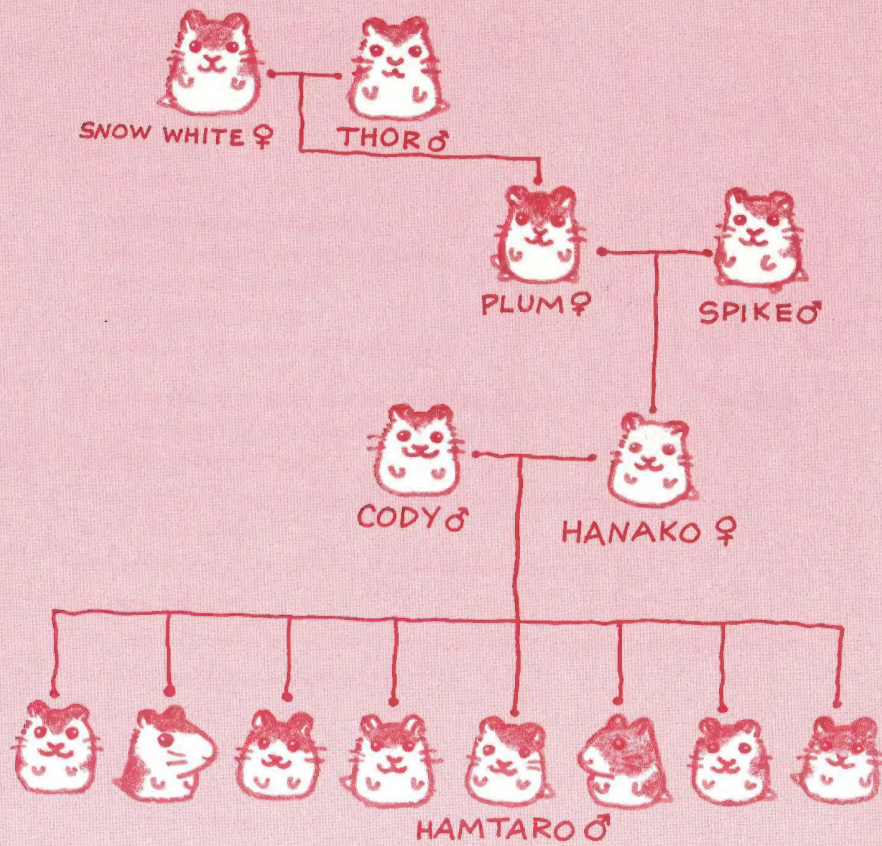 SNOW WHITE♀ THOR♂
PLUM♀ SPIKE♂
CODY♂ HANAKO♀
HAMTARO♂